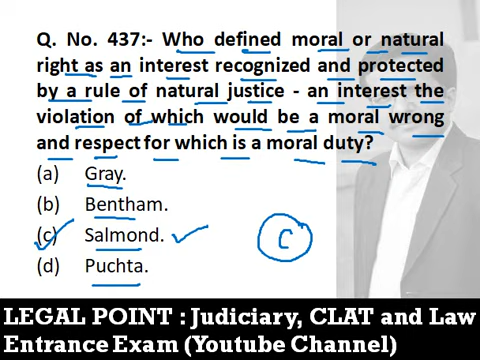 Q. No. 437:- Who defined moral or natural
right as an interest recognized and protected
by a rule of natural justice - an interest the
violation of which would be a moral wrong
and respect for which is a moral duty?
(a) Gray.
(b) Bentham.
(c) Salmond.
C
(d) Puchta.
LEGAL POINT : Judiciary, CLAT and Law
Entrance Exam (Youtube Channel)